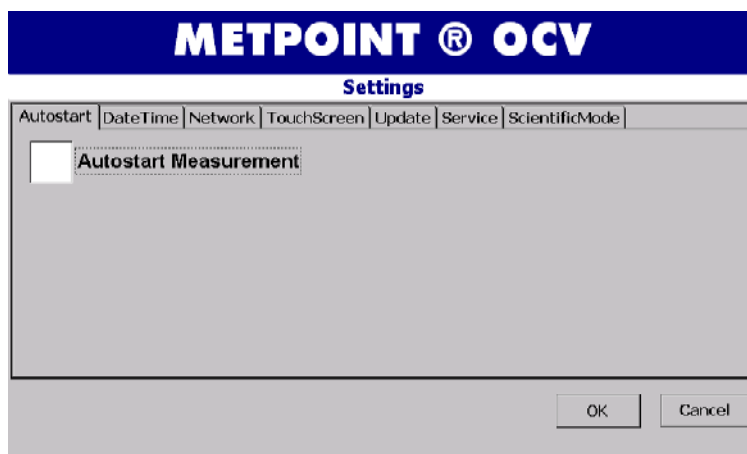 METPOINT ® OCV
Settings
Autostart DateTime Network TouchScreen Update Service ScientificMode
Autostart Measurement
OK Cancel